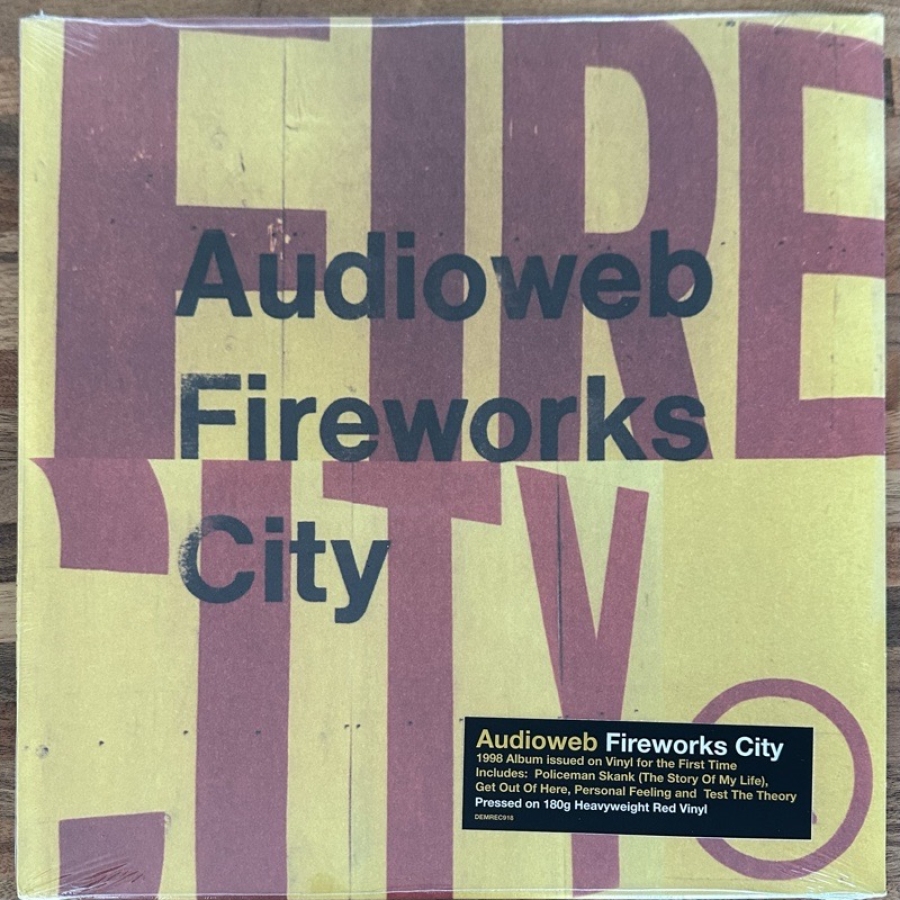 FIRE
Audioweb
Fireworks
CITY
City
Audioweb Fireworks City
1998 Album issued on Vinyl for the First Time
Includes: Policeman Skank (The Story Of My Life),
Get Out Of Here, Personal Feeling and Test The Theory
Pressed on 180g Heavyweight Red Vinyl
DEMREC918